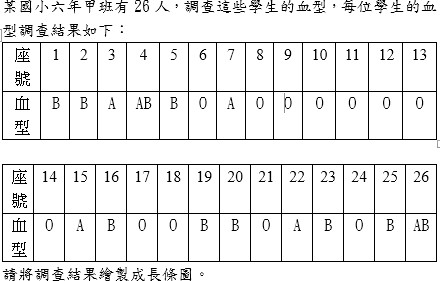 某國小六年甲班有 26 人，調查這些學生的血型，每位學生的血
型調查結果如下：
座號 1 2 3 4 5 6 7 8 9 10 11 12 13
血型 B B A AB B O A O O O O O O
座號 14 15 16 17 18 19 20 21 22 23 24 25 26
血型 O A B O O B B O A B O B AB
請將調查結果繪製成長條圖。